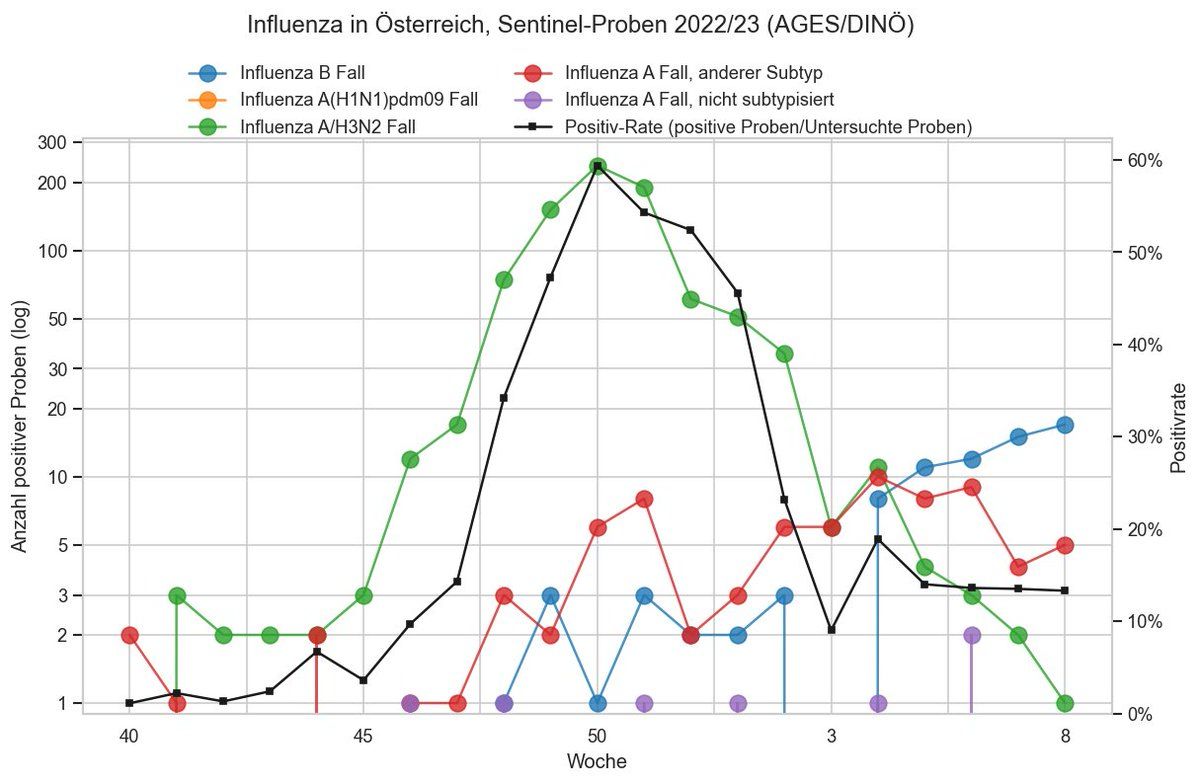 Influenza in Österreich, Sentinel-Proben 2022/23 (AGES/DINÖ)
Influenza B Fall
Influenza A(H1N1)pdm09 Fall
Influenza A/H3N2 Fall
Influenza A Fall, anderer Subtyp
Influenza A Fall, nicht subtypisiert
Positiv-Rate (positive Proben/Untersuchte Proben)
Anzahl positiver Proben (log)
300
200
100
50
30
20
10
5
3
2
1
60%
50%
40%
30%
20%
10%
0%
Positivrate
40 45 50 3 8
Woche